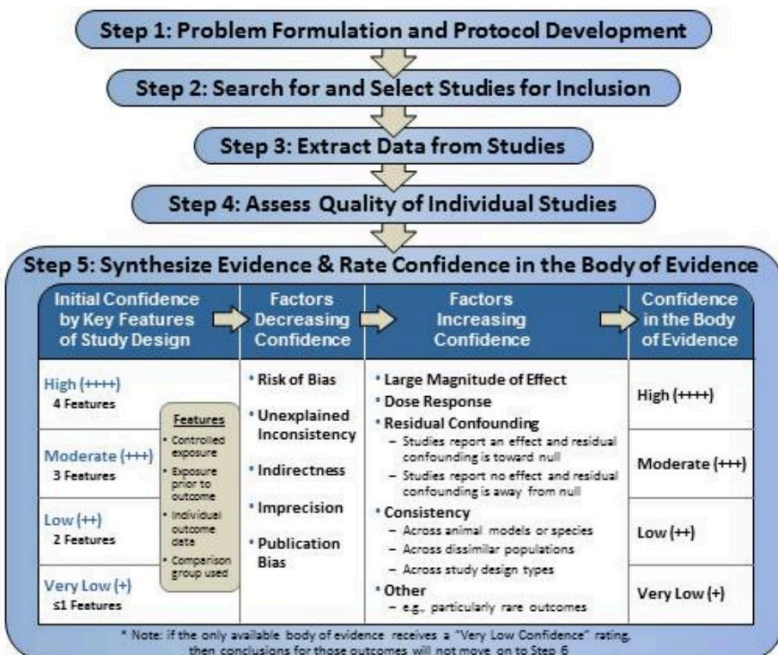 Step 1: Problem Formulation and Protocol Development
Step 2: Search for and Select Studies for Inclusion
Step 3: Extract Data from Studies
Step 4: Assess Quality of Individual Studies
Step 5: Synthesize Evidence & Rate Confidence in the Body of Evidence
Initial Confidence
by Key Features
of Study Design
Factors
Decreasing
Confidence
Factors
Increasing
Confidence
Confidence
in the Body
of Evidence
High (++++)
4 Features
Moderate (+++)
3 Features
Low (++)
2 Features
Very Low (+)
≤1 Features
Features
• Controlled
exposure
• Exposure
prior to
outcome
• Individual
outcome
data
• Comparison
group used
• Risk of Bias
• Unexplained
Inconsistency
• Indirectness
• Imprecision
• Publication
Bias
• Large Magnitude of Effect
• Dose Response
• Residual Confounding
– Studies report an effect and residual
confounding is toward null
– Studies report no effect and residual
confounding is away from null
• Consistency
– Across animal models or species
– Across dissimilar populations
– Across study design types
• Other
– e.g., particularly rare outcomes
High (++++)
Moderate (+++)
Low (++)
Very Low (+)
* Note: if the only available body of evidence receives a "Very Low Confidence" rating,
then conclusions for those outcomes will not move on to Step 6